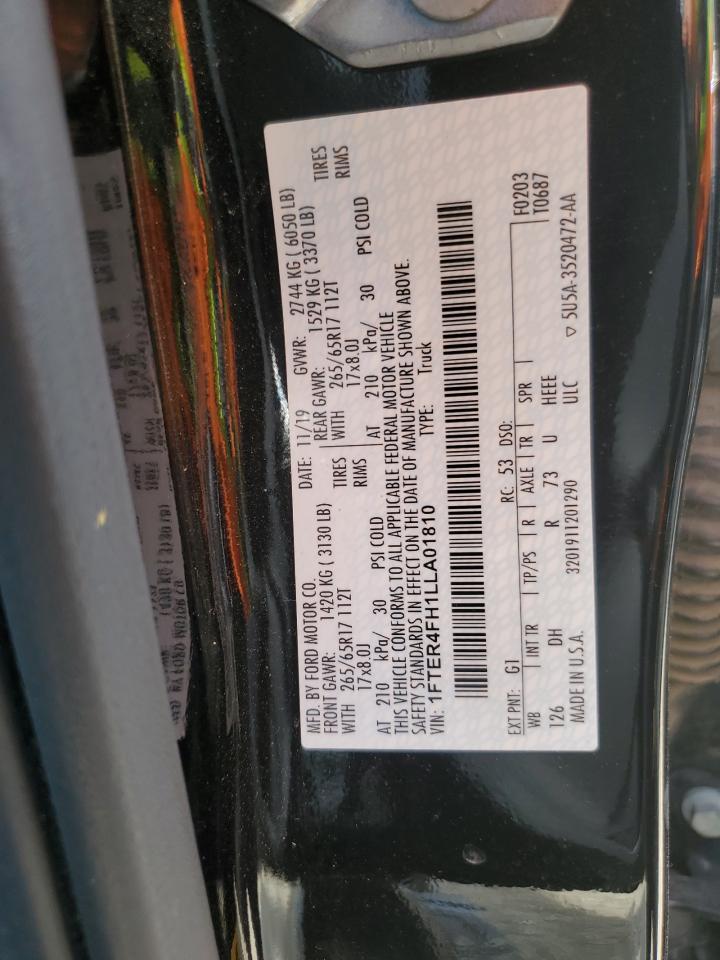 MFD. BY FORD MOTOR CO. DATE: 11/19 GVWR: 2744 KG ( 6050 LB)
FRONT GAWR: 1420 KG ( 3130 LB) REAR GAWR: 1529 KG ( 3370 LB)
WITH 265/65R17 112T TIRES WITH 265/65R17 112T TIRES
17x8.0J RIMS 17x8.0J RIMS
AT 210 kPa/ 30 PSI COLD AT 210 kPa/ 30 PSI COLD
THIS VEHICLE CONFORMS TO ALL APPLICABLE FEDERAL MOTOR VEHICLE
SAFETY STANDARDS IN EFFECT ON THE DATE OF MANUFACTURE SHOWN ABOVE.
VIN: 1FTER4FH1LLA01810 TYPE: Truck
EXT PNT: G1 RC: 53 DSO: F0203
WB INT TR TP/PS R AXLE TR SPR T0687
126 DH R 73 U HEEE
MADE IN U.S.A. 3201911201290 ULC ▽ 5U5A-3520472-AA